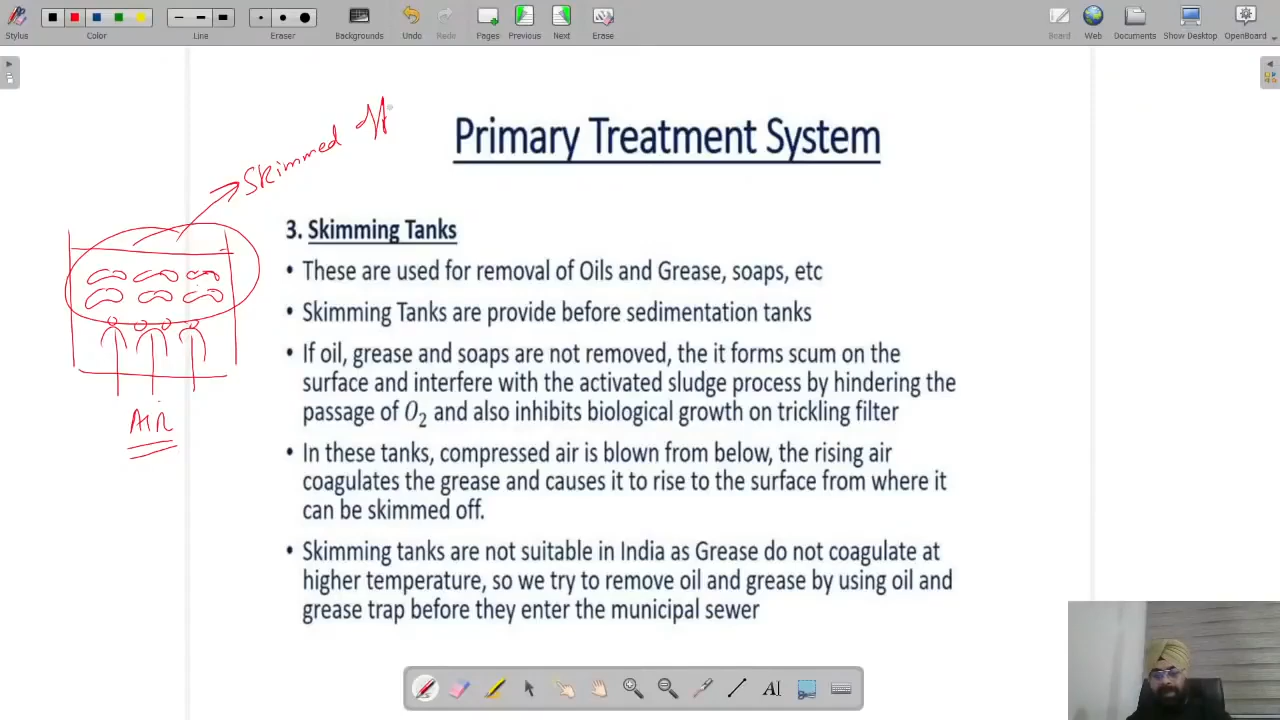 Stylus
Color
Line
Eraser
Backgrounds
Undo
Redo
Pages
Previous
Next
Erase
Board
Web
Documents
Show Desktop
OpenBoard
Skimmed off
Primary Treatment System
3. Skimming Tanks
• These are used for removal of Oils and Grease, soaps, etc
• Skimming Tanks are provide before sedimentation tanks
• If oil, grease and soaps are not removed, the it forms scum on the
surface and interfere with the activated sludge process by hindering the
passage of O₂ and also inhibits biological growth on trickling filter
AIR
• In these tanks, compressed air is blown from below, the rising air
coagulates the grease and causes it to rise to the surface from where it
can be skimmed off.
• Skimming tanks are not suitable in India as Grease do not coagulate at
higher temperature, so we try to remove oil and grease by using oil and
grease trap before they enter the municipal sewer